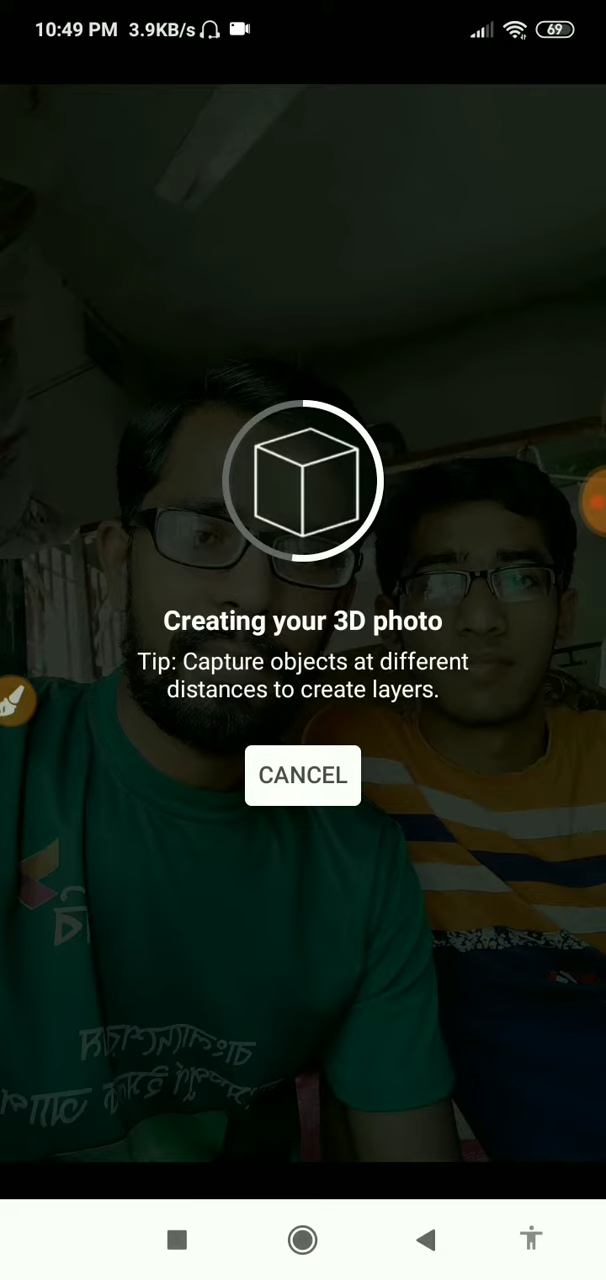 10:49 PM 3.9KB/s 69
Creating your 3D photo
Tip: Capture objects at different
distances to create layers.
CANCEL